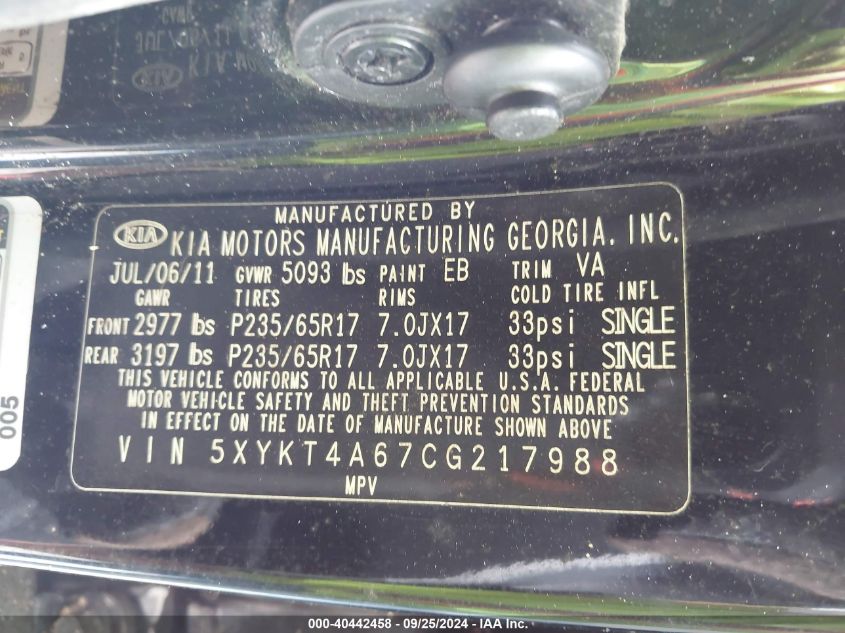 MANUFACTURED BY
KIA KIA MOTORS MANUFACTURING GEORGIA, INC.
JUL/06/11 GVWR 5093 lbs PAINT EB TRIM VA
GAWR TIRES RIMS COLD TIRE INFL
FRONT 2977 lbs P235/65R17 7.0JX17 33psi SINGLE
REAR 3197 lbs P235/65R17 7.0JX17 33psi SINGLE
THIS VEHICLE CONFORMS TO ALL APPLICABLE U.S.A. FEDERAL
MOTOR VEHICLE SAFETY AND THEFT PREVENTION STANDARDS
IN EFFECT ON THE DATE OF MANUFACTURE SHOWN ABOVE
VIN 5XYKT4A67CG217988
MPV
005
000-40442458 - 09/25/2024 - IAA Inc.